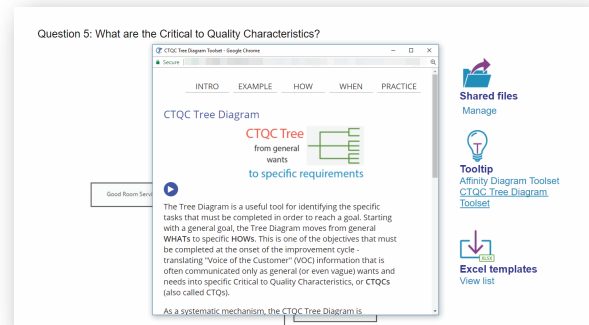 Question 5: What are the Critical to Quality Characteristics?
CTQC Tree Diagram Toolset - Google Chrome
Secure
INTRO EXAMPLE HOW WHEN PRACTICE
CTQC Tree Diagram
CTQC Tree
from general
wants
to specific requirements
The Tree Diagram is a useful tool for identifying the specific
tasks that must be completed in order to reach a goal. Starting
with a general goal, the Tree Diagram moves from general
WHATs to specific HOWs. This is one of the objectives that must
be completed at the onset of the improvement cycle -
translating "Voice of the Customer" (VOC) information that is
often communicated only as general (or even vague) wants and
needs into specific Critical to Quality Characteristics, or CTQCs
(also called CTQs).
As a systematic mechanism, the CTQC Tree Diagram is
Good Room Servi
Shared files
Manage
Tooltip
Affinity Diagram Toolset
CTQC Tree Diagram
Toolset
XLSX
Excel templates
View list